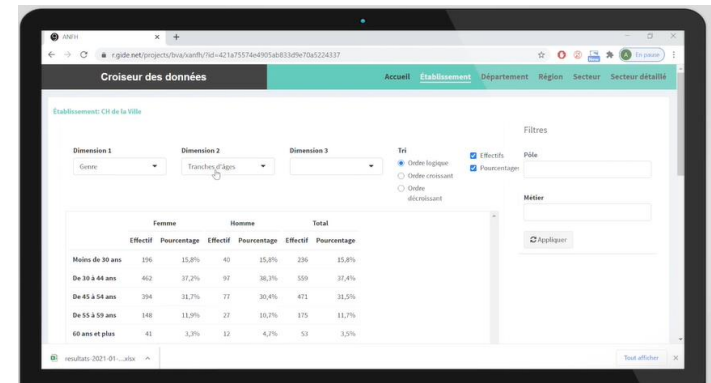 ANFH
r.gide.net/projects/bva/xanfh/?id=421a75574e4905ab833d9e70a5224337
En pause
Croiseur des données
Accueil Etablissement Département Région Secteur Secteur détaillé
Établissement: CH de la Ville
Filtres
Dimension 1 Dimension 2 Dimension 3 Tri
Genre Tranches d'âges
Ordre logique
Ordre croissant
Ordre décroissant
Effectifs
Pourcentages
Pôle
Métier
Appliquer
Femme Homme Total
Effectif Pourcentage Effectif Pourcentage Effectif Pourcentage
Moins de 30 ans 196 15,8% 40 15,8% 236 15,8%
De 30 à 44 ans 462 37,2% 97 38,3% 559 37,4%
De 45 à 54 ans 394 31,7% 77 30,4% 471 31,5%
De 55 à 59 ans 148 11,9% 27 10,7% 175 11,7%
60 ans et plus 41 3,3% 12 4,7% 53 3,5%
resultats-2021-01-....xlsx
Tout afficher